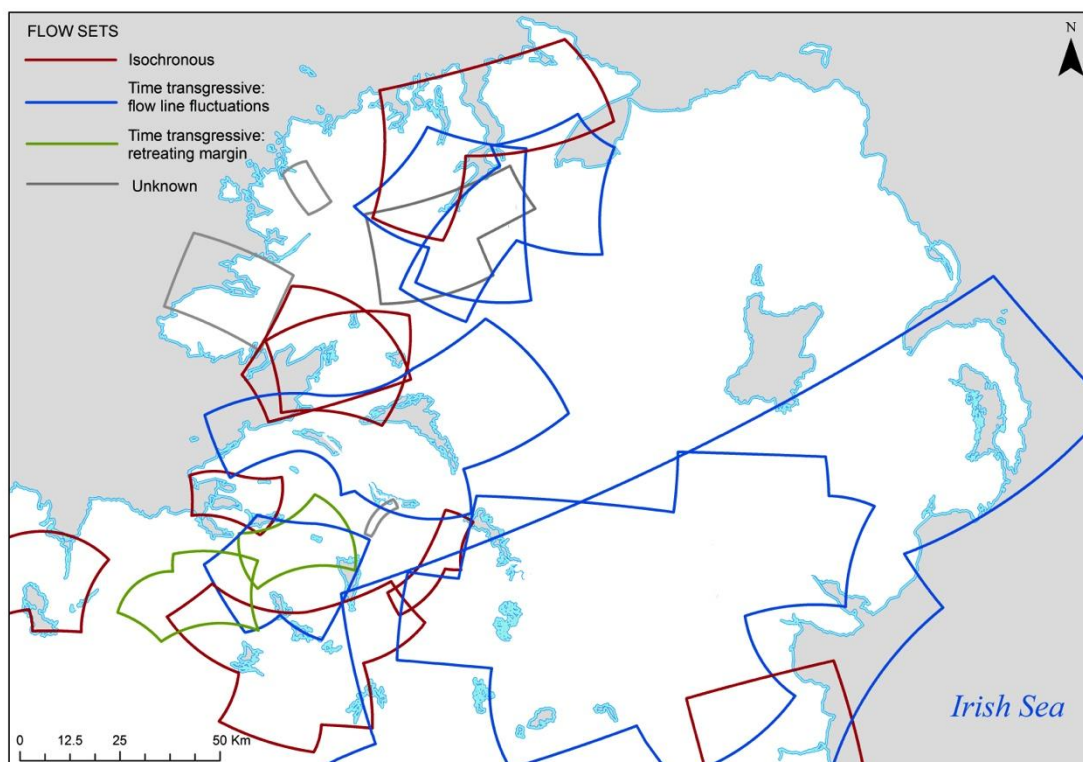 FLOW SETS
Isochronous
Time transgressive:
flow line fluctuations
Time transgressive:
retreating margin
Unknown
N
Irish Sea
0 12.5 25 50 Km